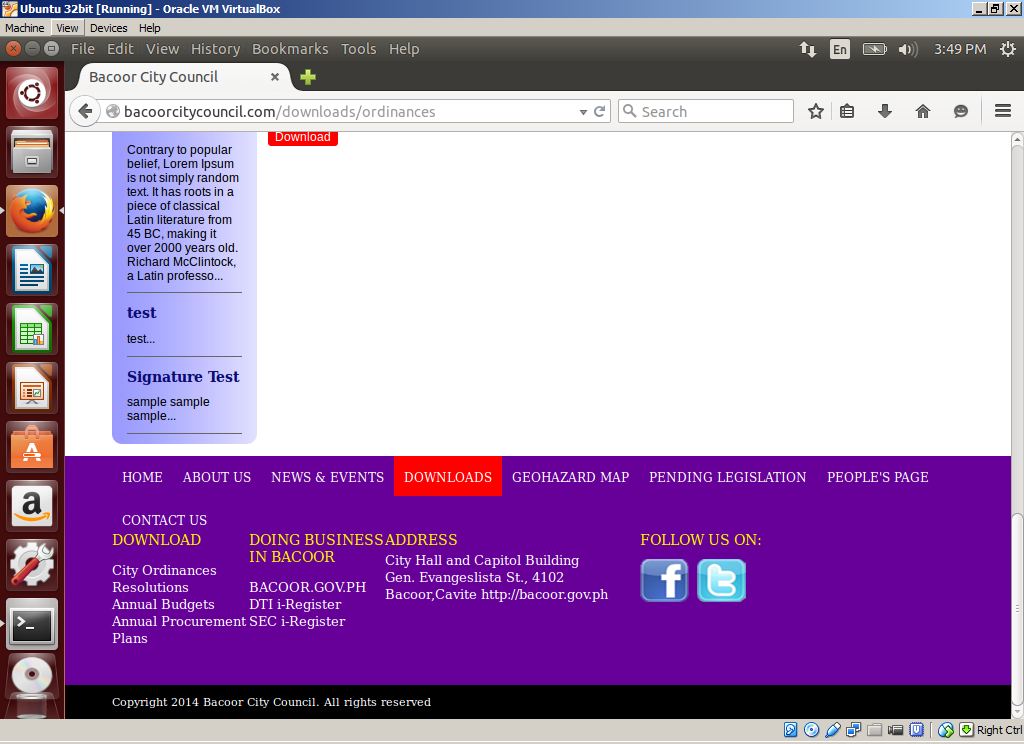 Ubuntu 32bit [Running] - Oracle VM VirtualBox
Machine View Devices Help
File Edit View History Bookmarks Tools Help
En
3:49 PM
Bacoor City Council
bacoorcitycouncil.com/downloads/ordinances
Search
Download
Contrary to popular
belief, Lorem Ipsum
is not simply random
text. It has roots in a
piece of classical
Latin literature from
45 BC, making it
over 2000 years old.
Richard McClintock,
a Latin professo...
test
test...
Signature Test
sample sample
sample...
HOME ABOUT US NEWS & EVENTS DOWNLOADS GEOHAZARD MAP PENDING LEGISLATION PEOPLE'S PAGE
CONTACT US
DOWNLOAD
City Ordinances
Resolutions
Annual Budgets
Annual Procurement
Plans
DOING BUSINESS
IN BACOOR
BACOOR.GOV.PH
DTI i-Register
SEC i-Register
ADDRESS
City Hall and Capitol Building
Gen. Evangeslista St., 4102
Bacoor,Cavite http://bacoor.gov.ph
FOLLOW US ON:
Copyright 2014 Bacoor City Council. All rights reserved
Right Ctrl